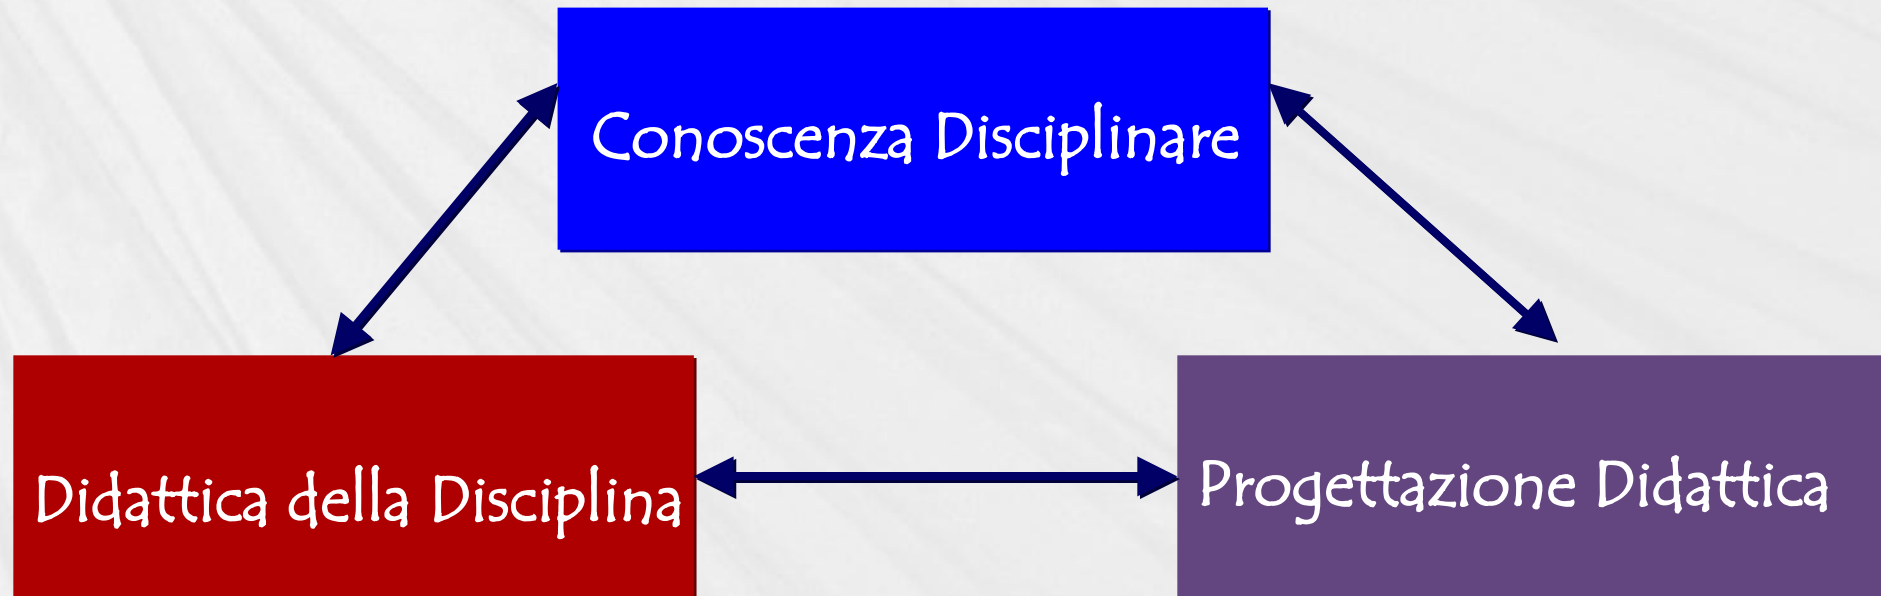 Conoscenza Disciplinare
Didattica della Disciplina
Progettazione Didattica